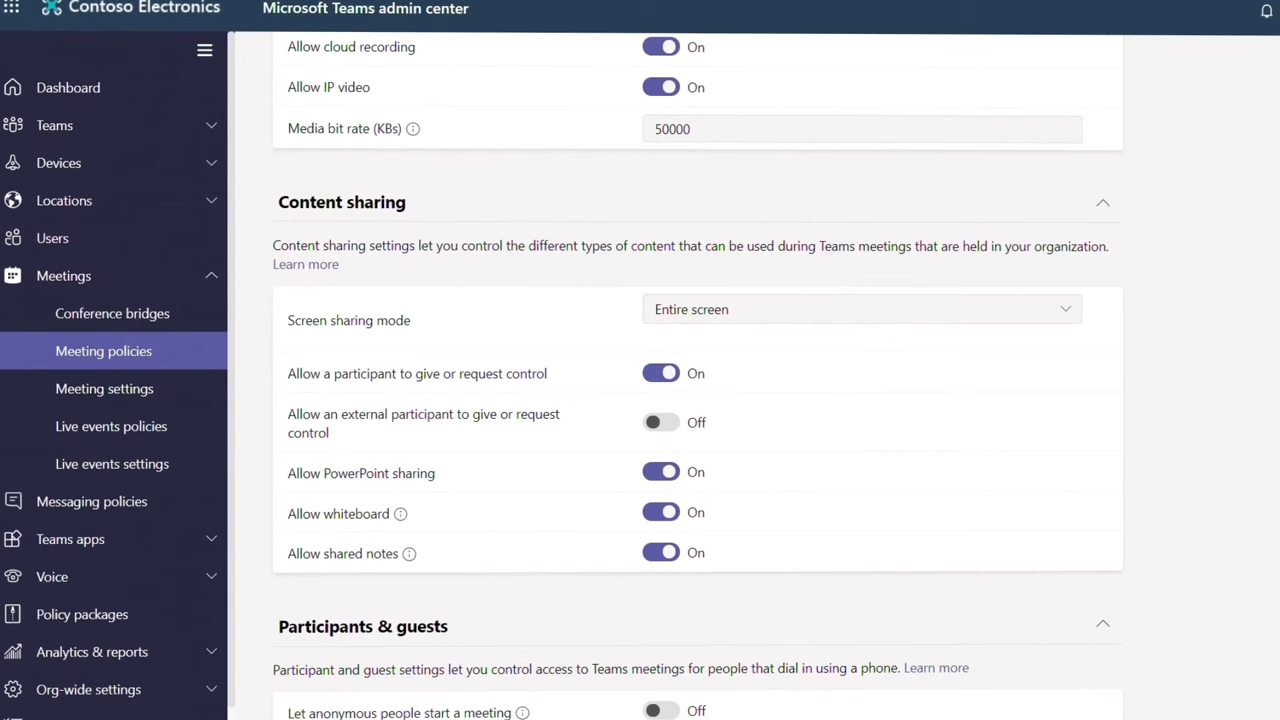 Contoso Electronics
Microsoft Teams admin center
Dashboard
Teams
Devices
Locations
Users
Meetings
Conference bridges
Meeting policies
Meeting settings
Live events policies
Live events settings
Messaging policies
Teams apps
Voice
Policy packages
Analytics & reports
Org-wide settings
Allow cloud recording
On
Allow IP video
On
Media bit rate (KBs)
50000
Content sharing
Content sharing settings let you control the different types of content that can be used during Teams meetings that are held in your organization.
Learn more
Screen sharing mode
Entire screen
Allow a participant to give or request control
On
Allow an external participant to give or request
control
Off
Allow PowerPoint sharing
On
Allow whiteboard
On
Allow shared notes
On
Participants & guests
Participant and guest settings let you control access to Teams meetings for people that dial in using a phone. Learn more
Let anonymous people start a meeting
Off